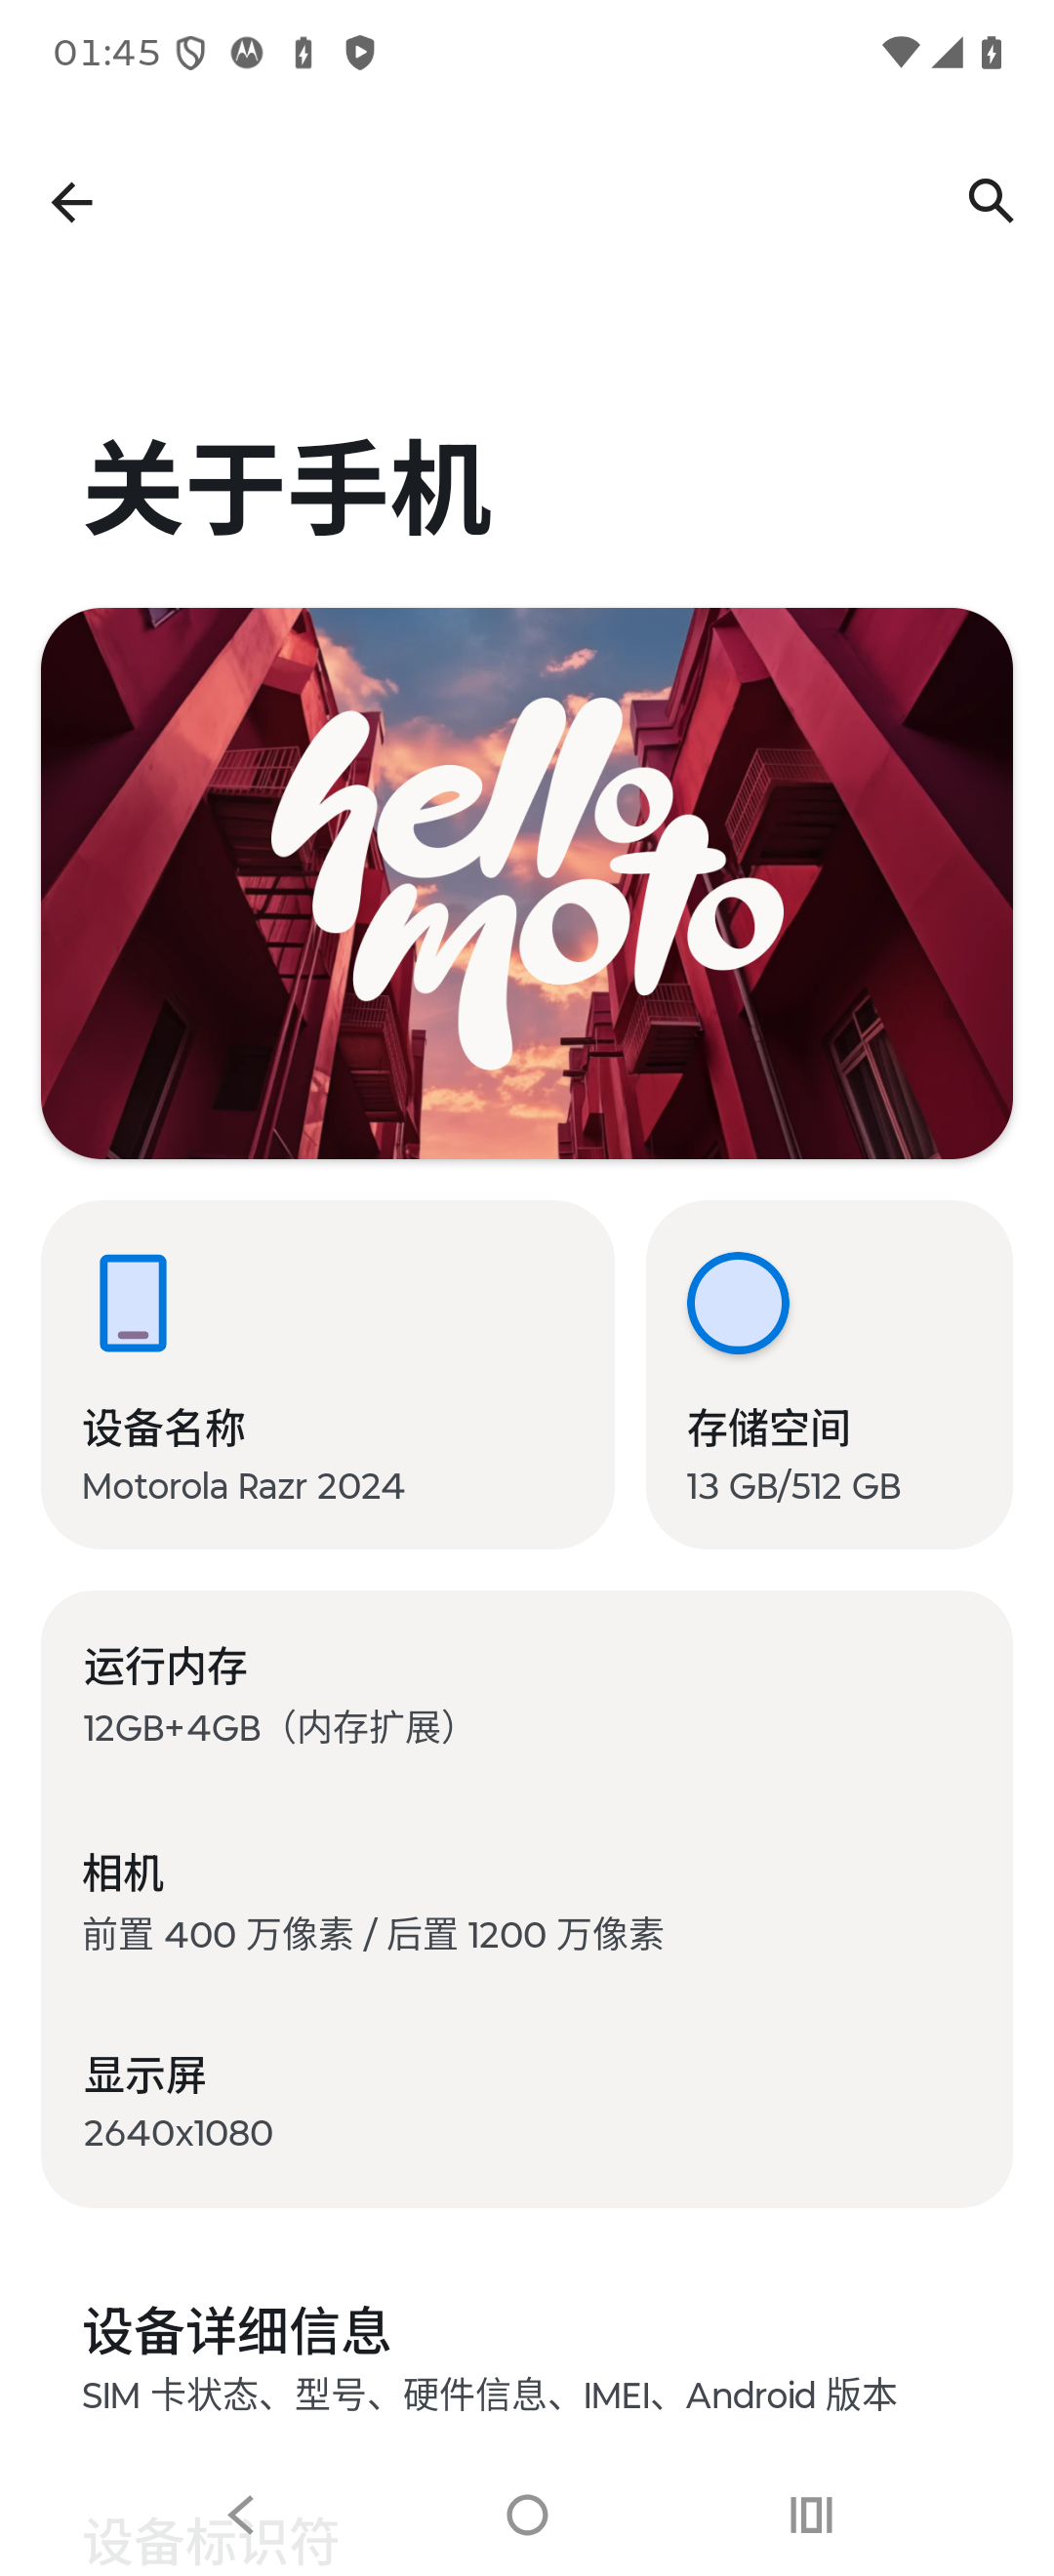 01:45
关于手机
hello
moto
设备名称
Motorola Razr 2024
存储空间
13 GB/512 GB
运行内存
12GB+4GB（内存扩展）
相机
前置 400 万像素 / 后置 1200 万像素
显示屏
2640x1080
设备详细信息
SIM 卡状态、型号、硬件信息、IMEI、Android 版本
设备标识符